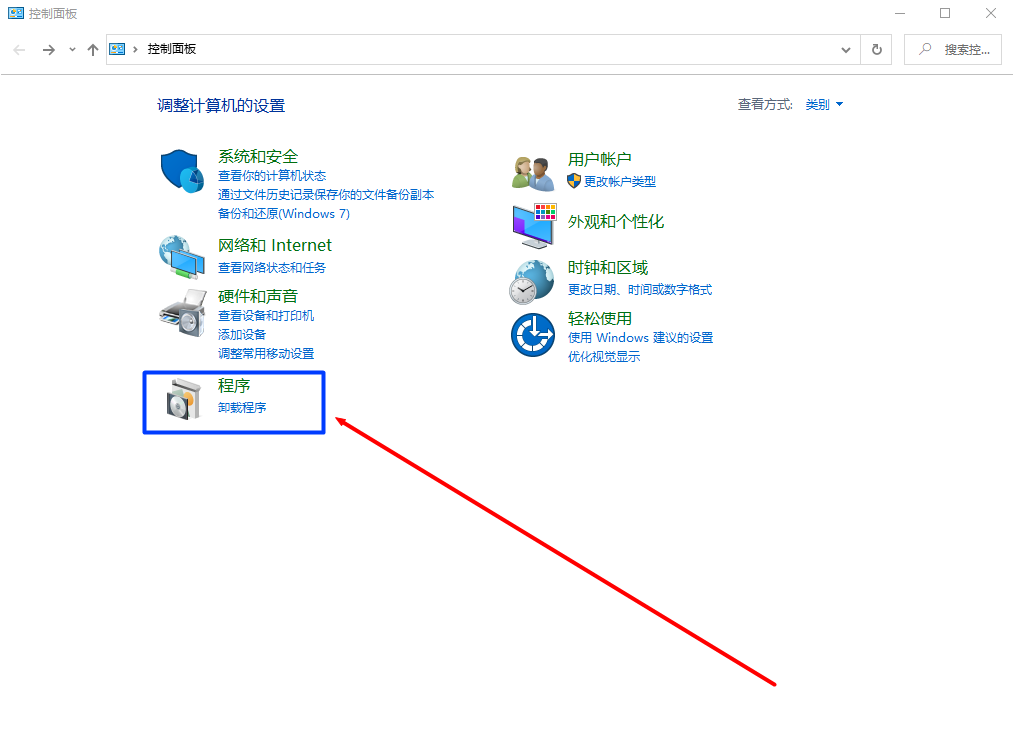 控制面板
控制面板
搜索控...
调整计算机的设置
查看方式:
类别
系统和安全
查看你的计算机状态
通过文件历史记录保存你的文件备份副本
备份和还原(Windows 7)
网络和 Internet
查看网络状态和任务
硬件和声音
查看设备和打印机
添加设备
调整常用移动设置
程序
卸载程序
用户帐户
更改帐户类型
外观和个性化
时钟和区域
更改日期、时间或数字格式
轻松使用
使用 Windows 建议的设置
优化视觉显示